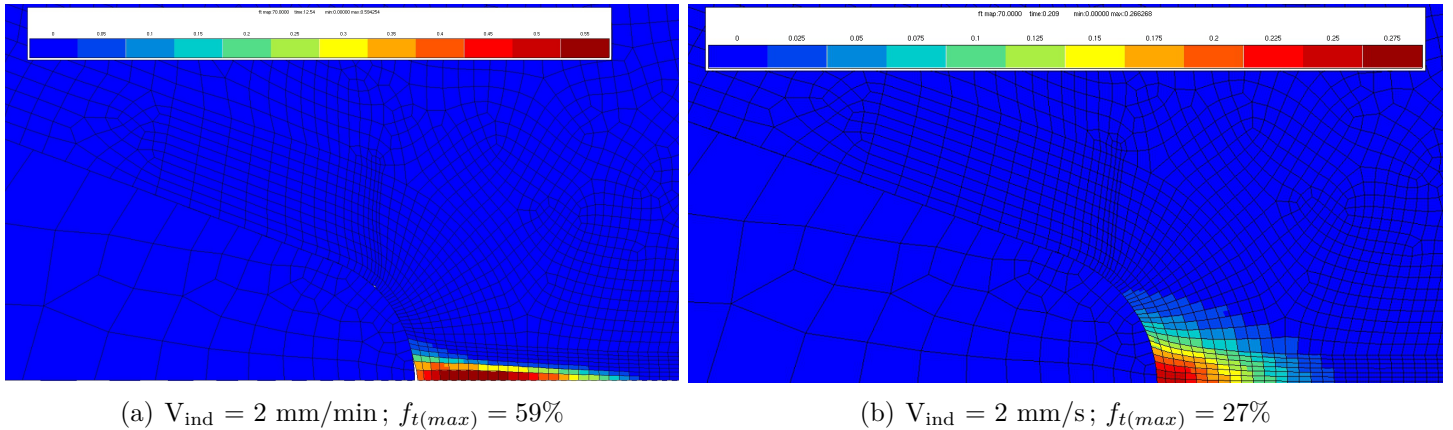 ft map:70.0000 time:12.54 min:0.00000 max:0.594254
0 0.05 0.1 0.15 0.2 0.25 0.3 0.35 0.4 0.45 0.5 0.55
ft map:70.0000 time:0.209 min:0.00000 max:0.266268
0 0.025 0.05 0.075 0.1 0.125 0.15 0.175 0.2 0.225 0.25 0.275
(a) V_ind = 2 mm/min ; f_t(max) = 59%
(b) V_ind = 2 mm/s ; f_t(max) = 27%